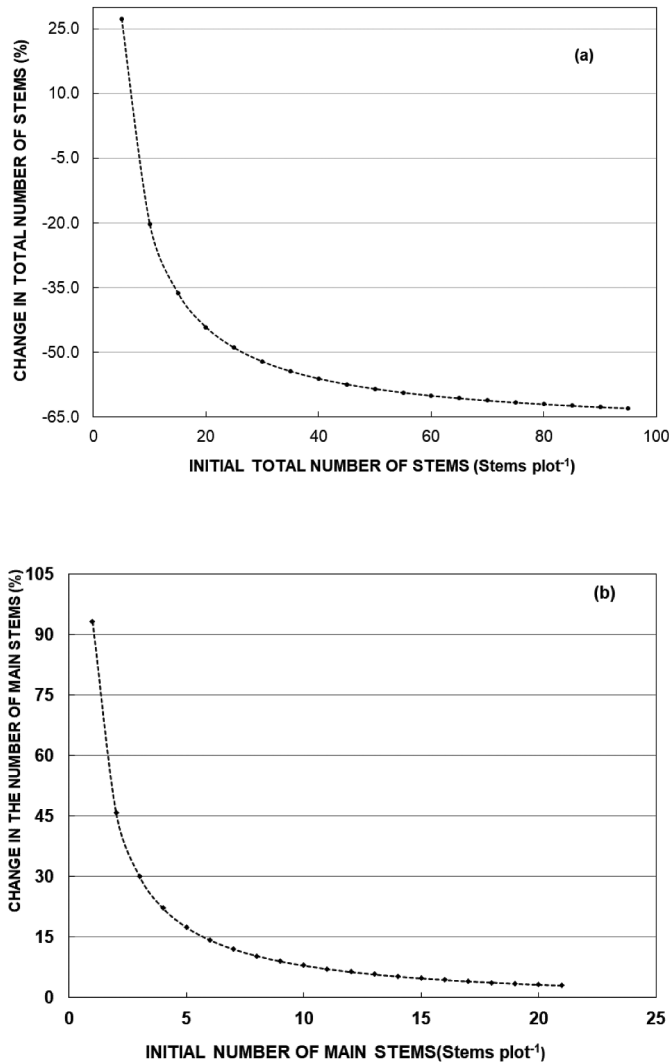 (a)
CHANGE IN TOTAL NUMBER OF STEMS (%)
25.0
10.0
-5.0
-20.0
-35.0
-50.0
-65.0
0 20 40 60 80 100
INITIAL TOTAL NUMBER OF STEMS (Stems plot⁻¹)
(b)
CHANGE IN THE NUMBER OF MAIN STEMS (%)
105
90
75
60
45
30
15
0
0 5 10 15 20 25
INITIAL NUMBER OF MAIN STEMS(Stems plot⁻¹)